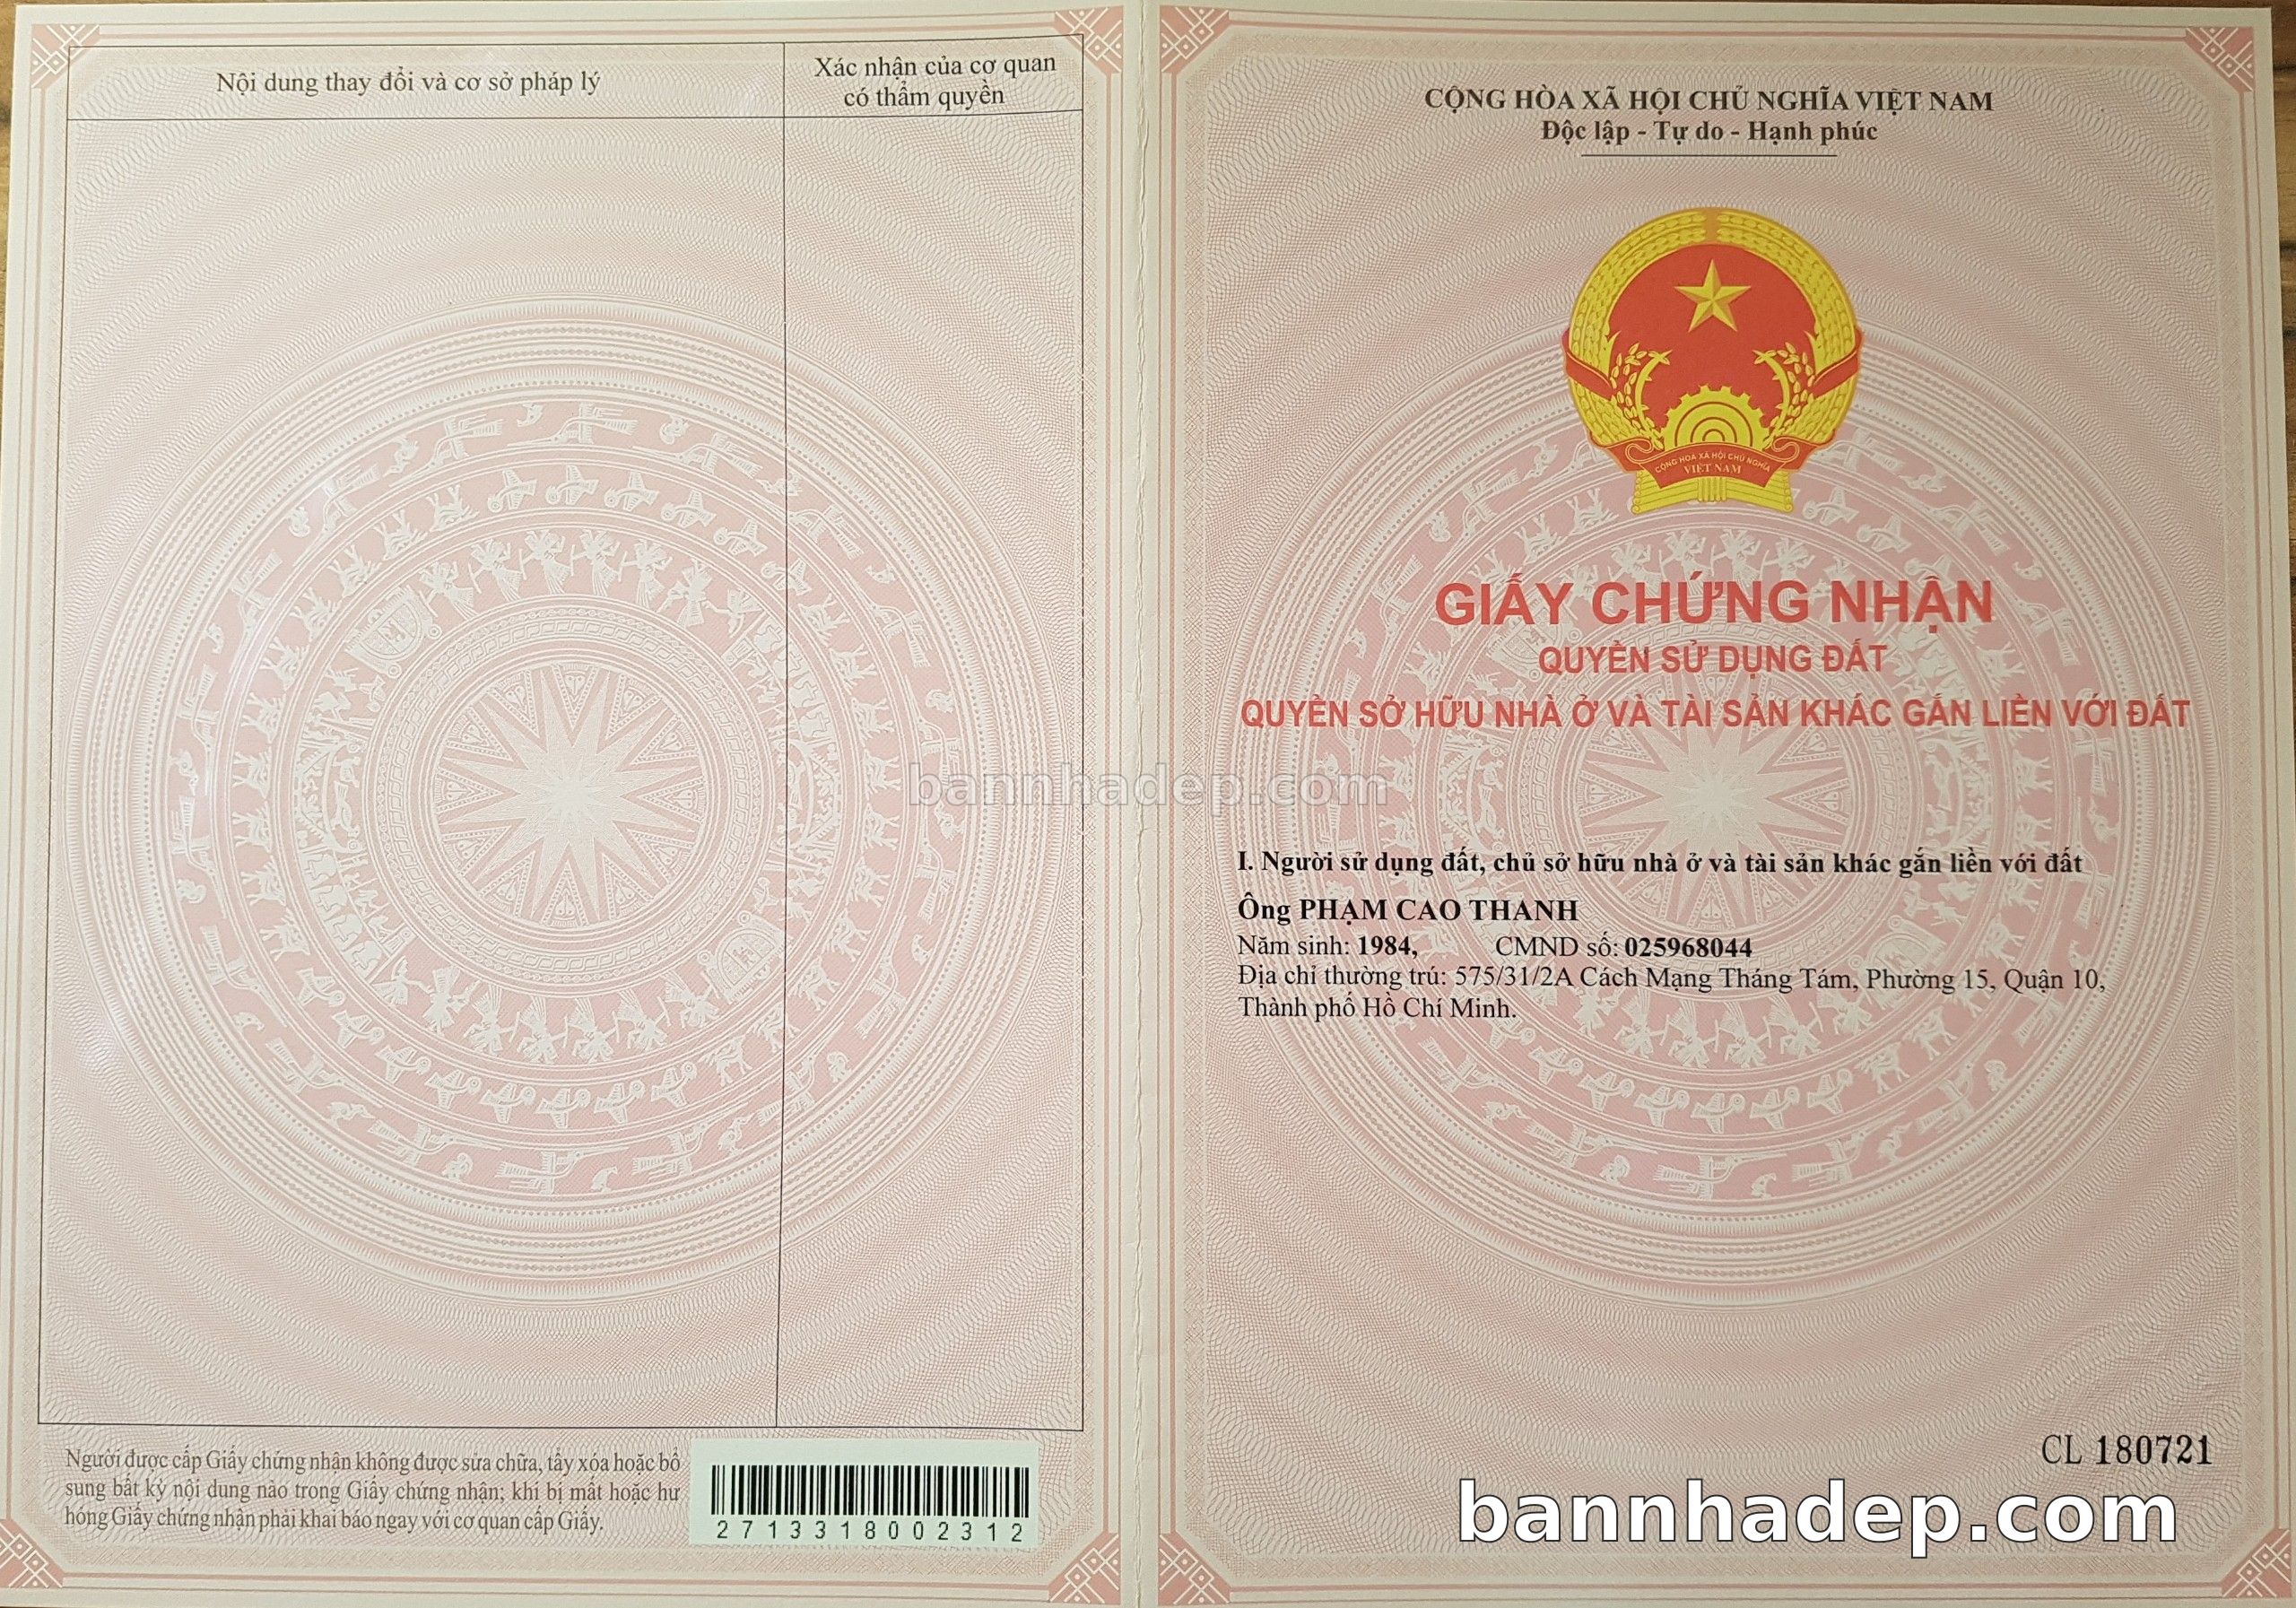 Nội dung thay đổi và cơ sở pháp lý
Xác nhận của cơ quan
có thẩm quyền
Người được cấp Giấy chứng nhận không được sửa chữa, tẩy xóa hoặc bổ
sung bất kỳ nội dung nào trong Giấy chứng nhận; khi bị mất hoặc hư
hỏng Giấy chứng nhận phải khai báo ngay với cơ quan cấp Giấy.
2713318002312
CỘNG HÒA XÃ HỘI CHỦ NGHĨA VIỆT NAM
Độc lập - Tự do - Hạnh phúc
CỘNG HÒA XÃ HỘI CHỦ NGHĨA
VIỆT NAM
GIẤY CHỨNG NHẬN
QUYỀN SỬ DỤNG ĐẤT
QUYỀN SỞ HỮU NHÀ Ở VÀ TÀI SẢN KHÁC GẮN LIỀN VỚI ĐẤT
bannhadep.com
I. Người sử dụng đất, chủ sở hữu nhà ở và tài sản khác gắn liền với đất
Ông PHẠM CAO THANH
Năm sinh: 1984, CMND số: 025968044
Địa chỉ thường trú: 575/31/2A Cách Mạng Tháng Tám, Phường 15, Quận 10,
Thành phố Hồ Chí Minh.
CL 180721
bannhadep.com